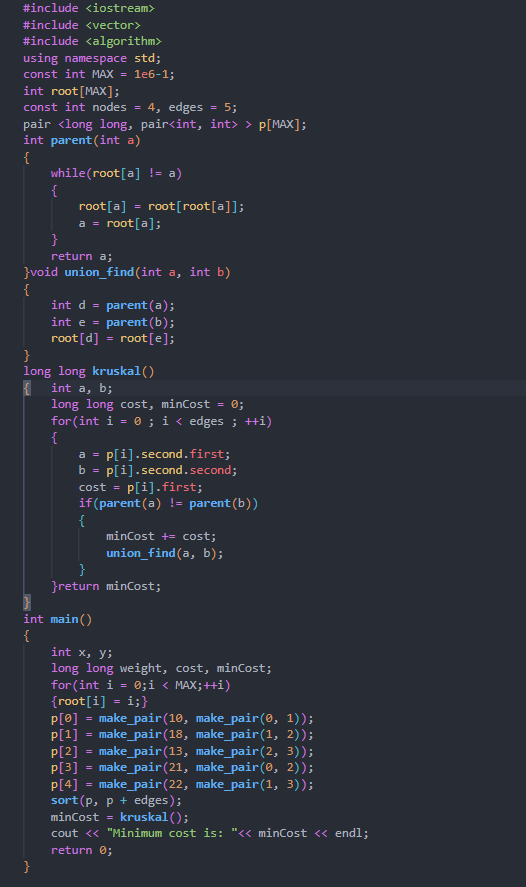 #include <iostream>
#include <vector>
#include <algorithm>
using namespace std;
const int MAX = 1e6-1;
int root[MAX];
const int nodes = 4, edges = 5;
pair <long long, pair<int, int> > p[MAX];
int parent(int a)
{
    while(root[a] != a)
    {
        root[a] = root[root[a]];
        a = root[a];
    }
    return a;
}void union_find(int a, int b)
{
    int d = parent(a);
    int e = parent(b);
    root[d] = root[e];
}
long long kruskal()
{   int a, b;
    long long cost, minCost = 0;
    for(int i = 0 ; i < edges ; ++i)
    {
        a = p[i].second.first;
        b = p[i].second.second;
        cost = p[i].first;
        if(parent(a) != parent(b))
        {
            minCost += cost;
            union_find(a, b);
        }
    }return minCost;
}
int main()
{
    int x, y;
    long long weight, cost, minCost;
    for(int i = 0;i < MAX;++i)
    {root[i] = i;}
    p[0] = make_pair(10, make_pair(0, 1));
    p[1] = make_pair(18, make_pair(1, 2));
    p[2] = make_pair(13, make_pair(2, 3));
    p[3] = make_pair(21, make_pair(0, 2));
    p[4] = make_pair(22, make_pair(1, 3));
    sort(p, p + edges);
    minCost = kruskal();
    cout << "Minimum cost is: "<< minCost << endl;
    return 0;
}